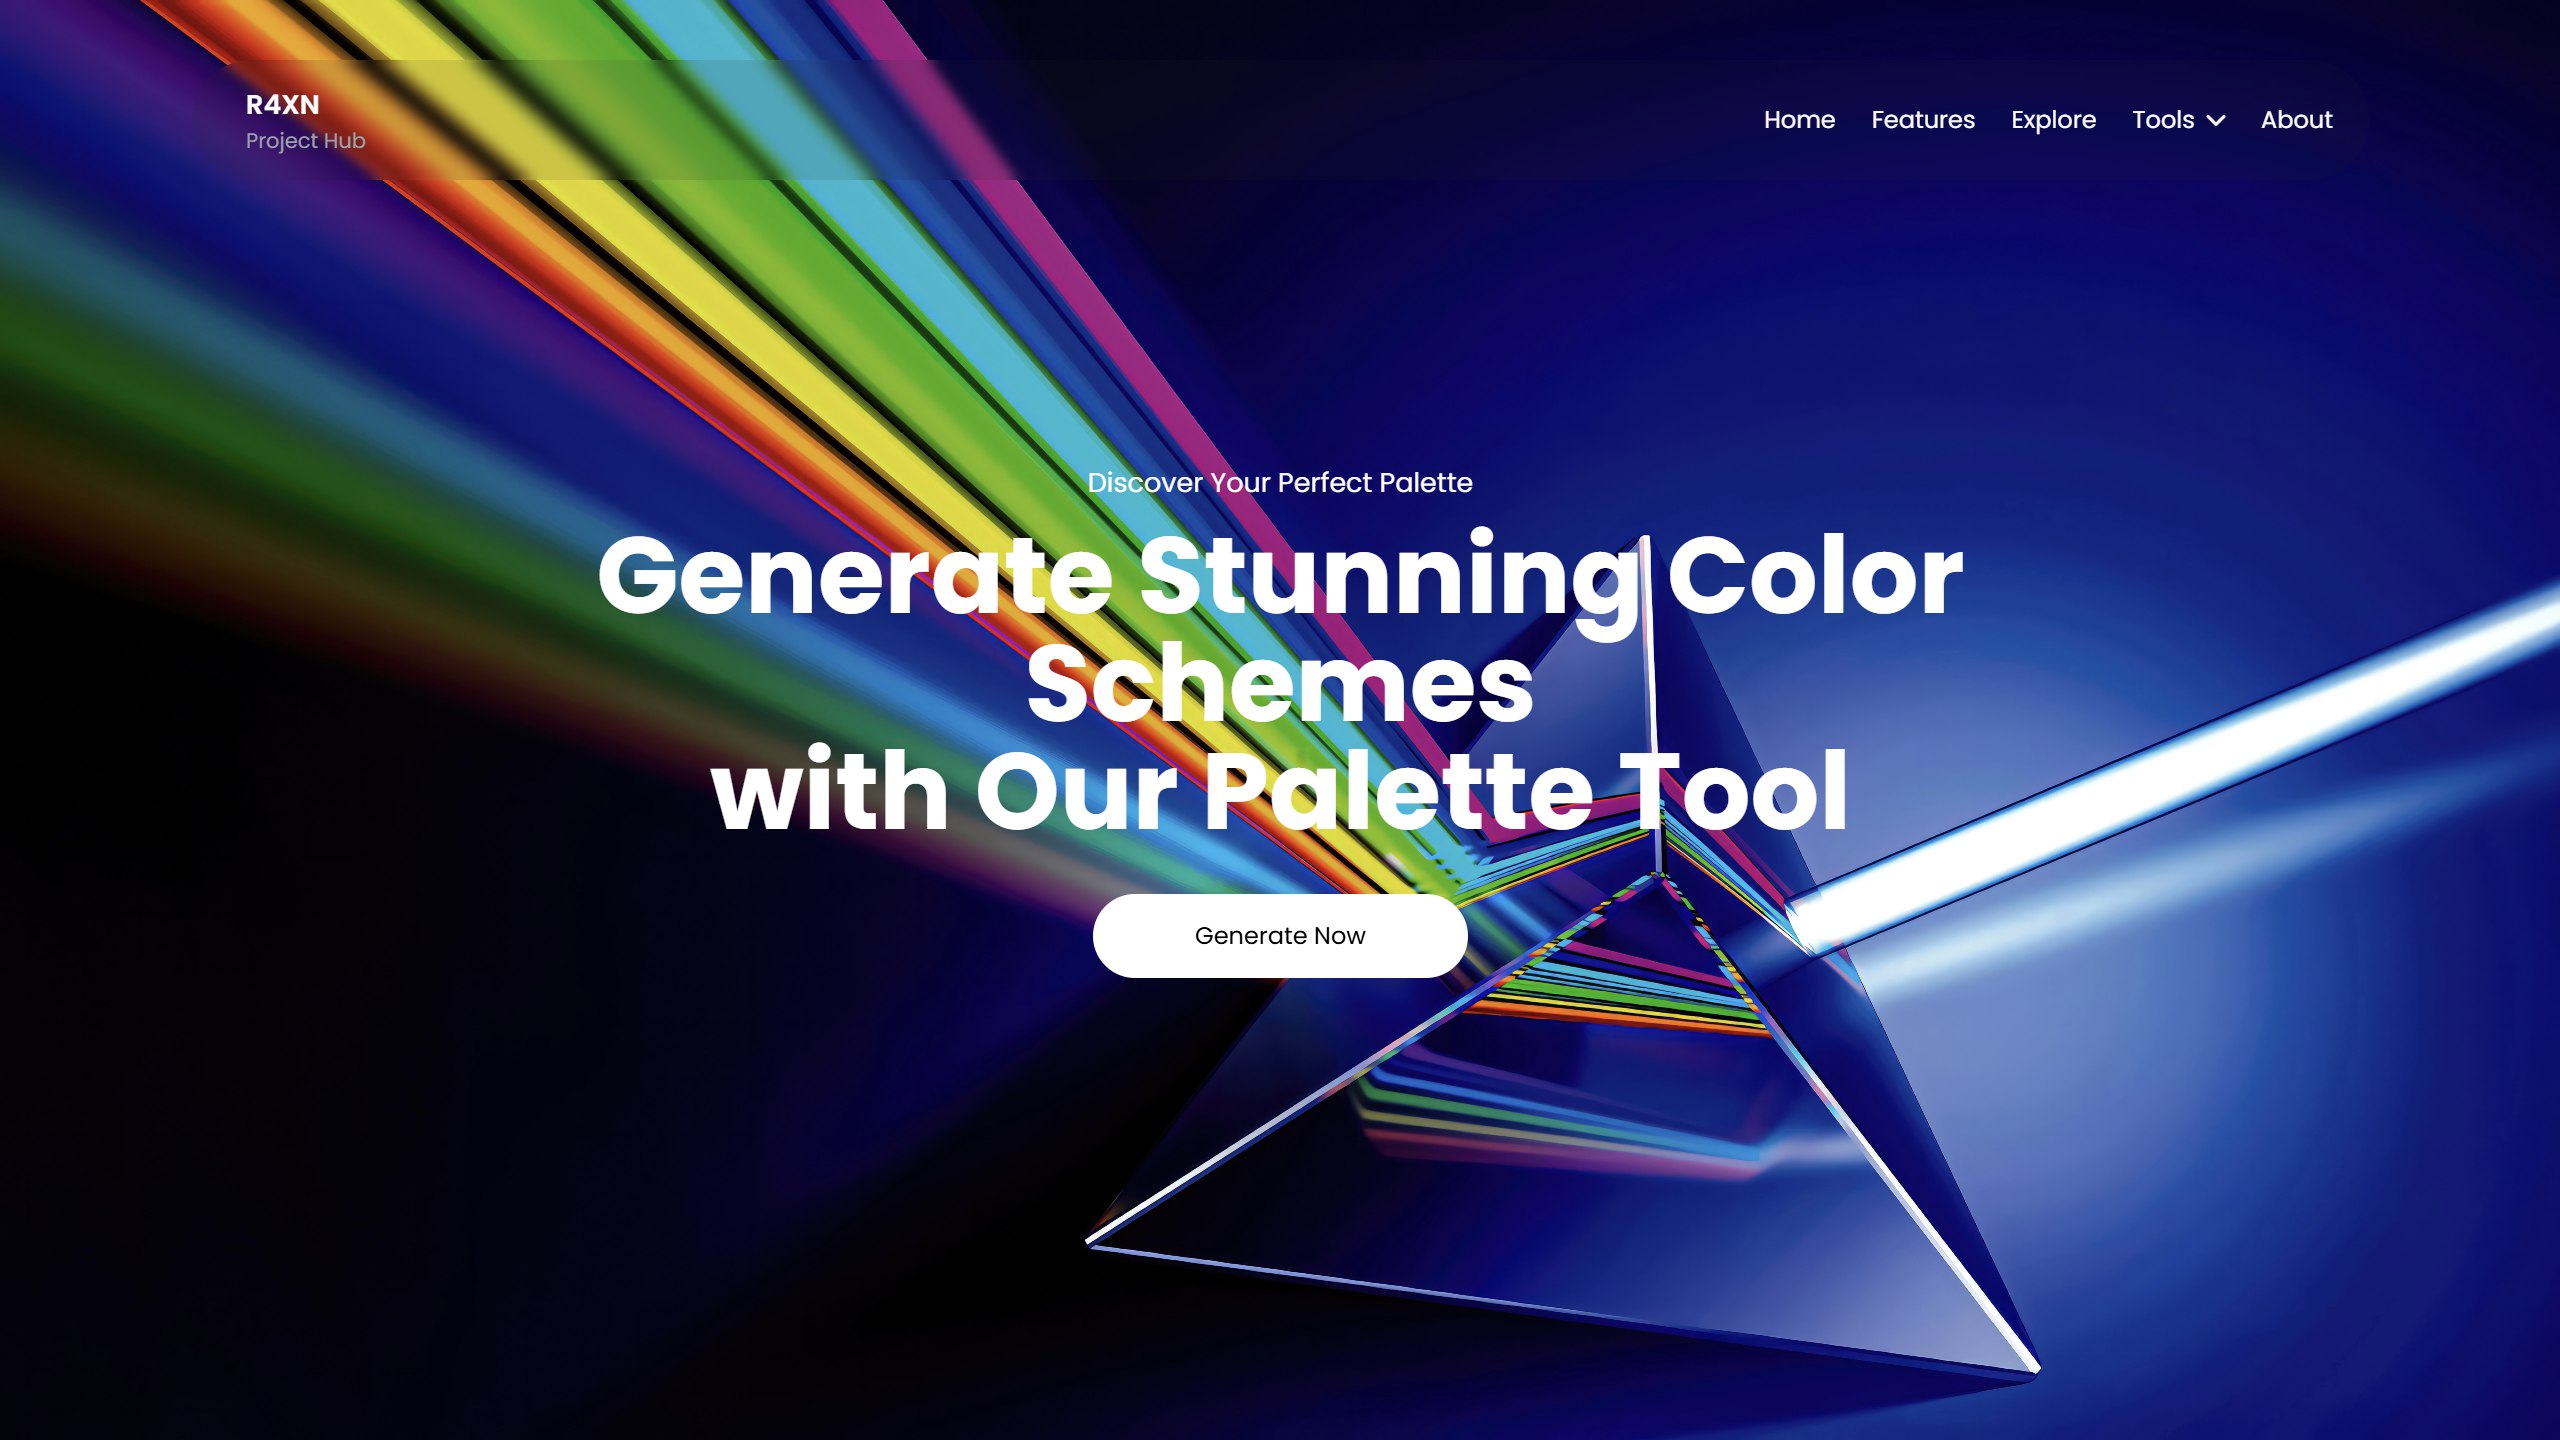 R4XN
Project Hub
Home Features Explore Tools About
Discover Your Perfect Palette
Generate Stunning Color
Schemes
with Our Palette Tool
Generate Now